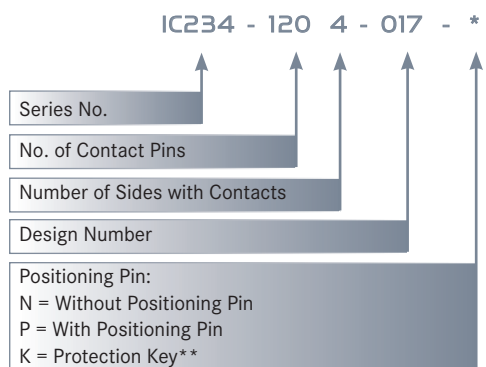 IC234 - 120 4 - 017 - *
Series No.
No. of Contact Pins
Number of Sides with Contacts
Design Number
Positioning Pin:
N = Without Positioning Pin
P = With Positioning Pin
K = Protection Key**